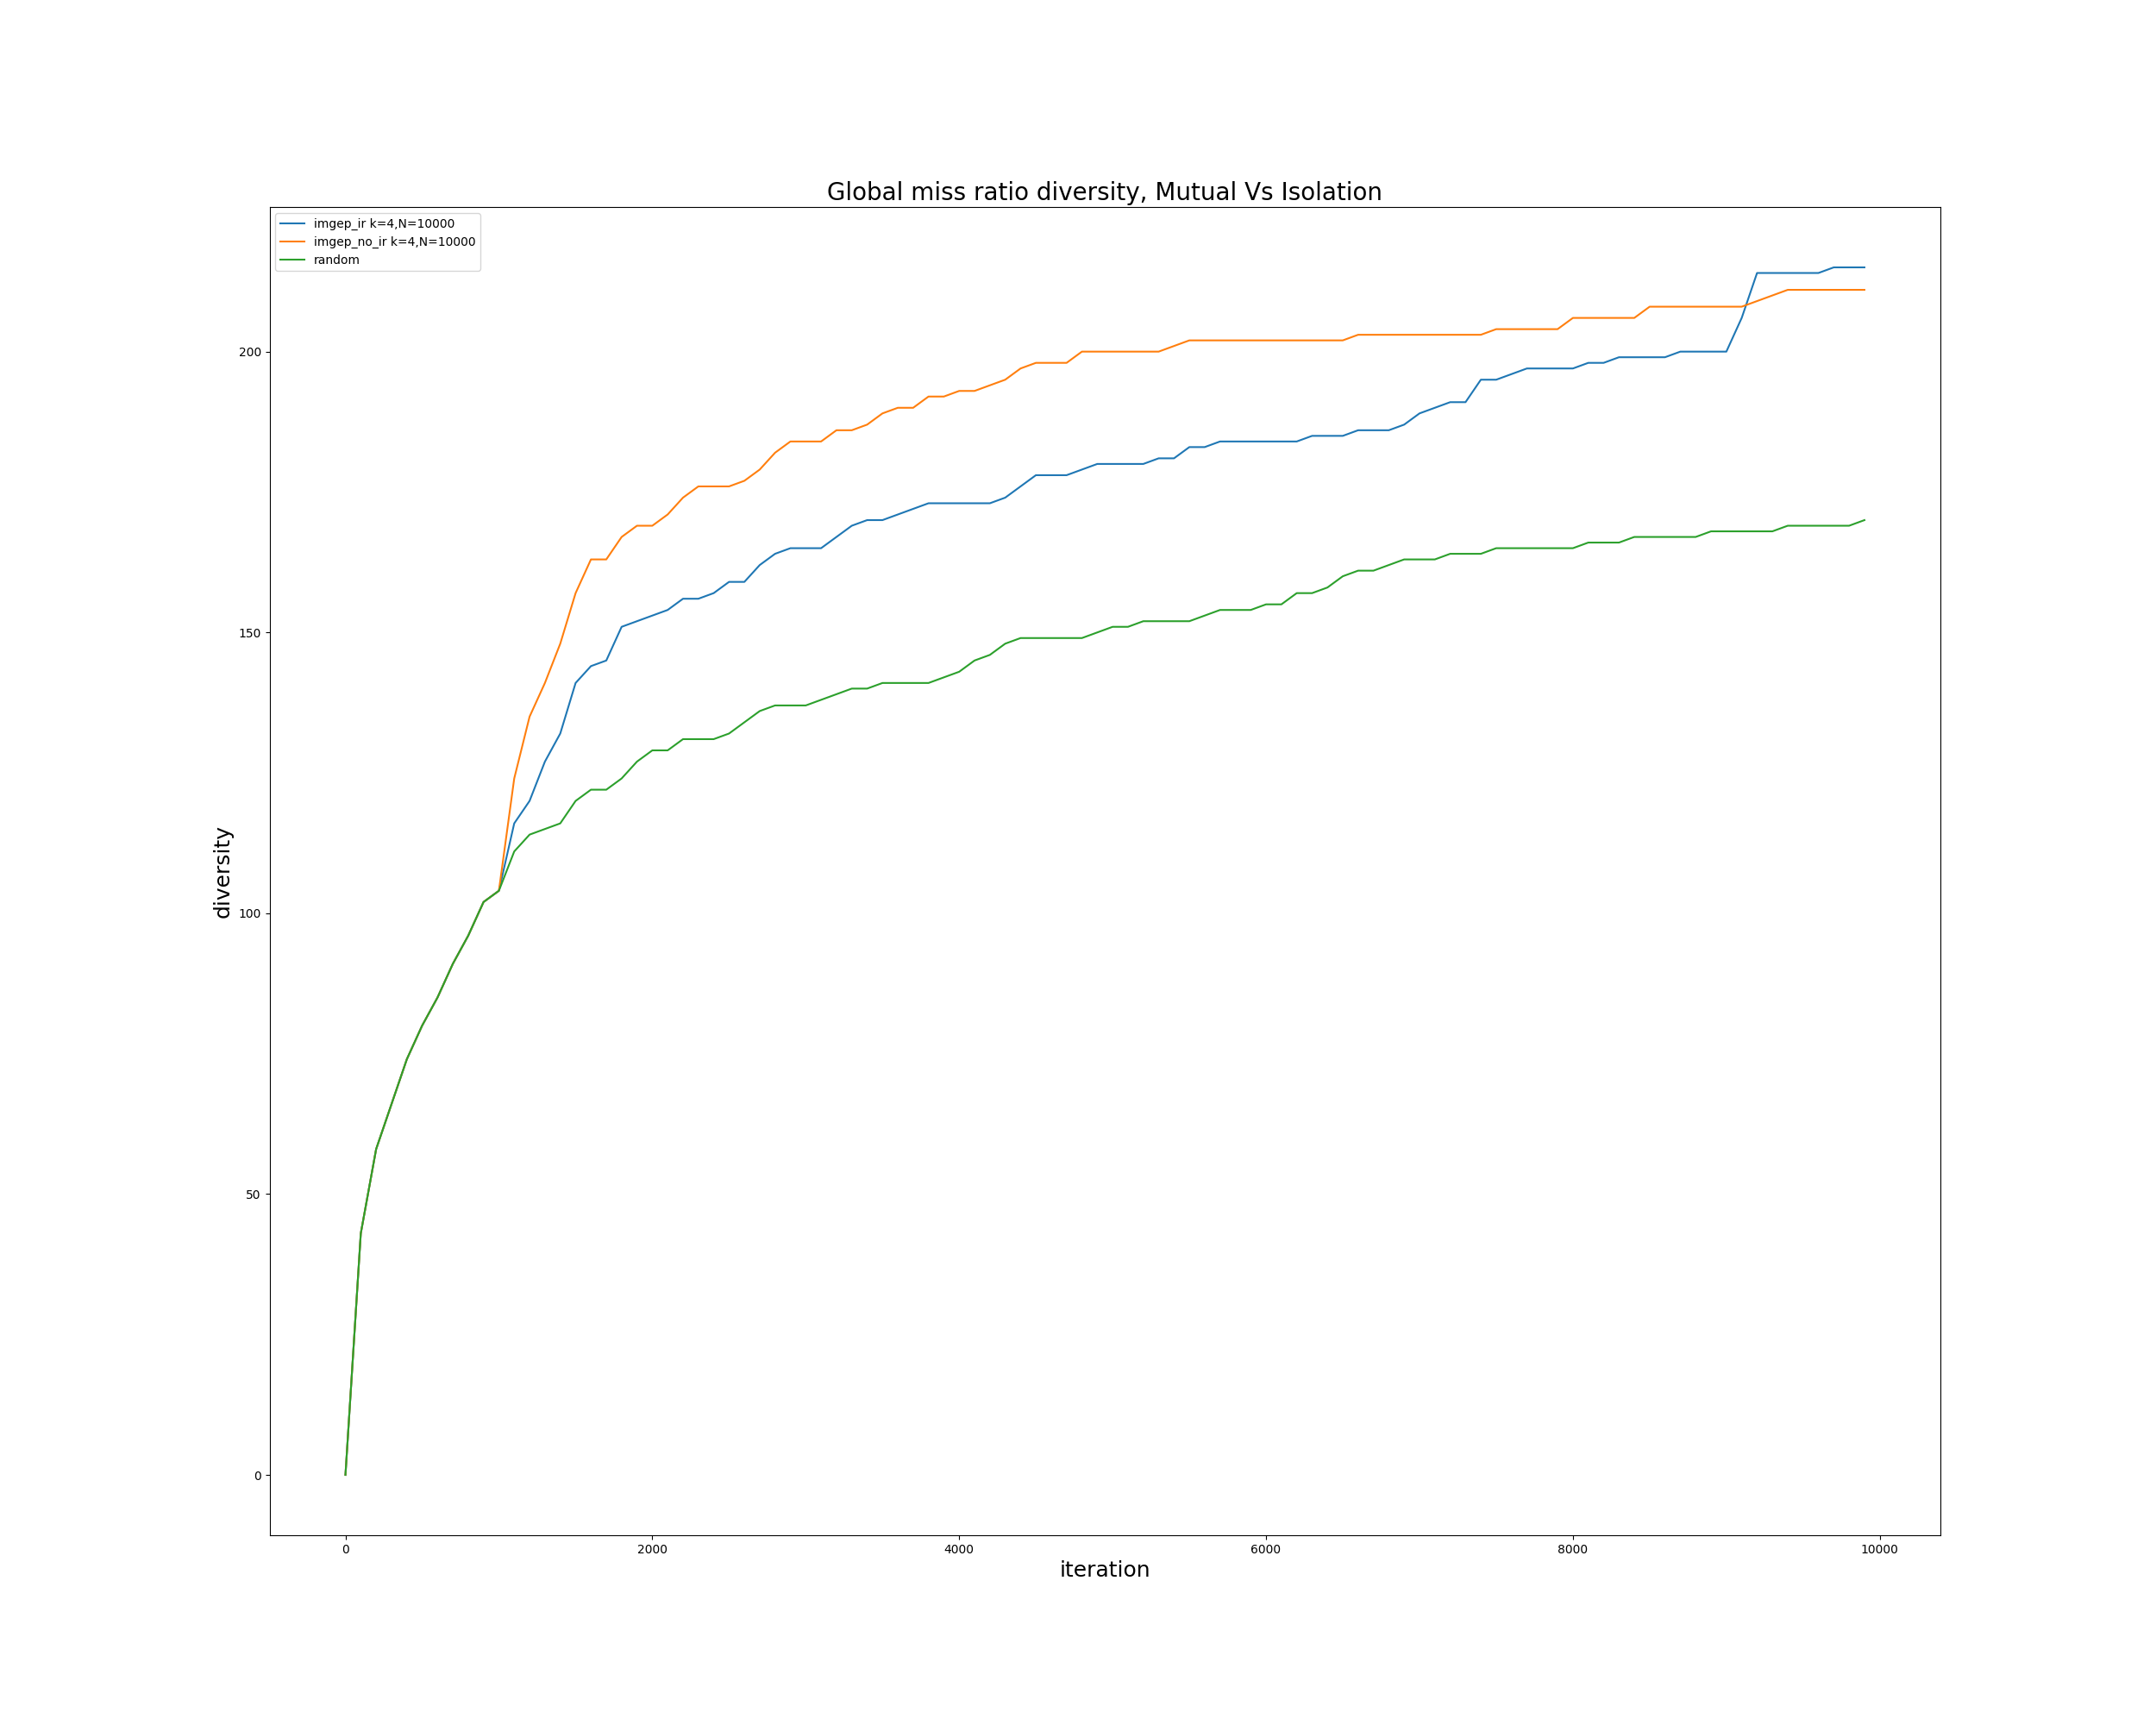 Global miss ratio diversity, Mutual Vs Isolation
imgep_ir k=4,N=10000
imgep_no_ir k=4,N=10000
random
200
150
diversity
100
50
0
0 2000 4000 6000 8000 10000
iteration